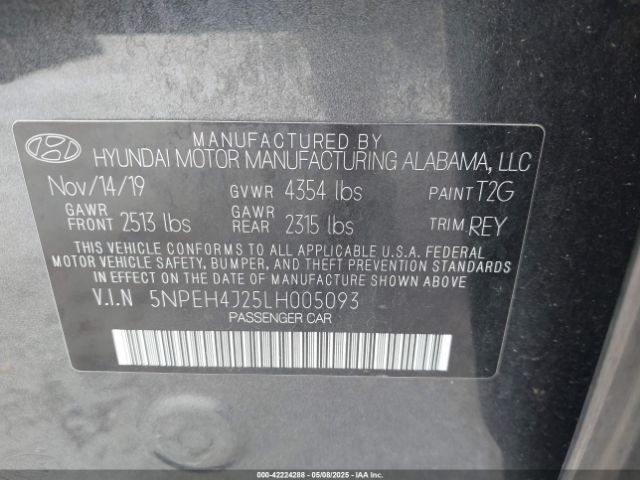 MANUFACTURED BY
HYUNDAI MOTOR MANUFACTURING ALABAMA, LLC
Nov/14/19 GVWR 4354 lbs PAINT T2G
GAWR FRONT 2513 lbs GAWR REAR 2315 lbs TRIM REY
THIS VEHICLE CONFORMS TO ALL APPLICABLE U.S.A. FEDERAL
MOTOR VEHICLE SAFETY, BUMPER, AND THEFT PREVENTION STANDARDS
IN EFFECT ON THE DATE OF MANUFACTURE SHOWN ABOVE.
V.I.N 5NPEH4J25LH005093
PASSENGER CAR
000-42224288 - 05/08/2025 - IAAI.COM